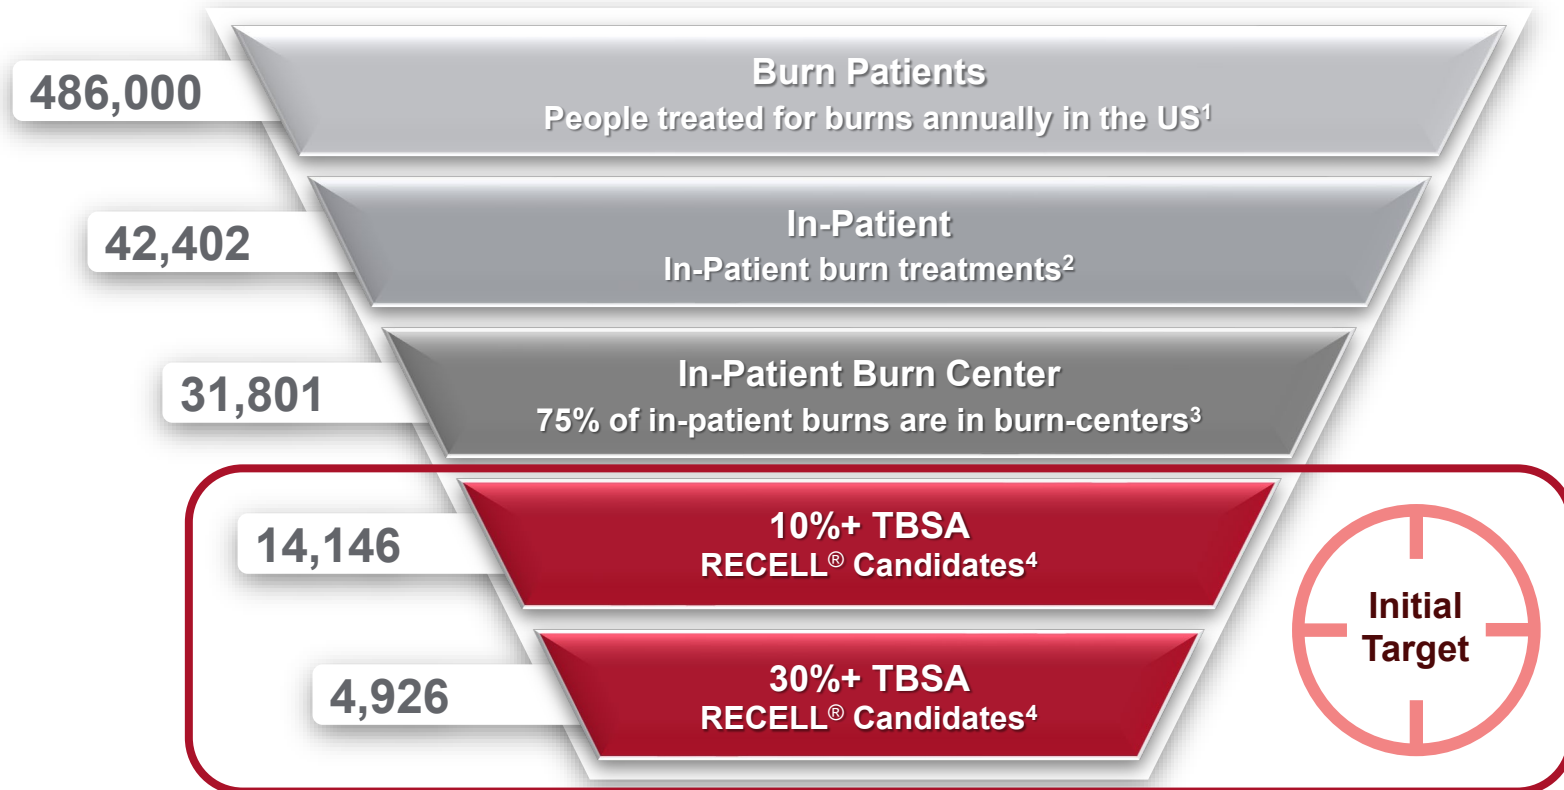 486,000
Burn Patients
People treated for burns annually in the US¹
42,402
In-Patient
In-Patient burn treatments²
31,801
In-Patient Burn Center
75% of in-patient burns are in burn-centers³
14,146
10%+ TBSA
RECELL® Candidates⁴
4,926
30%+ TBSA
RECELL® Candidates⁴
Initial
Target